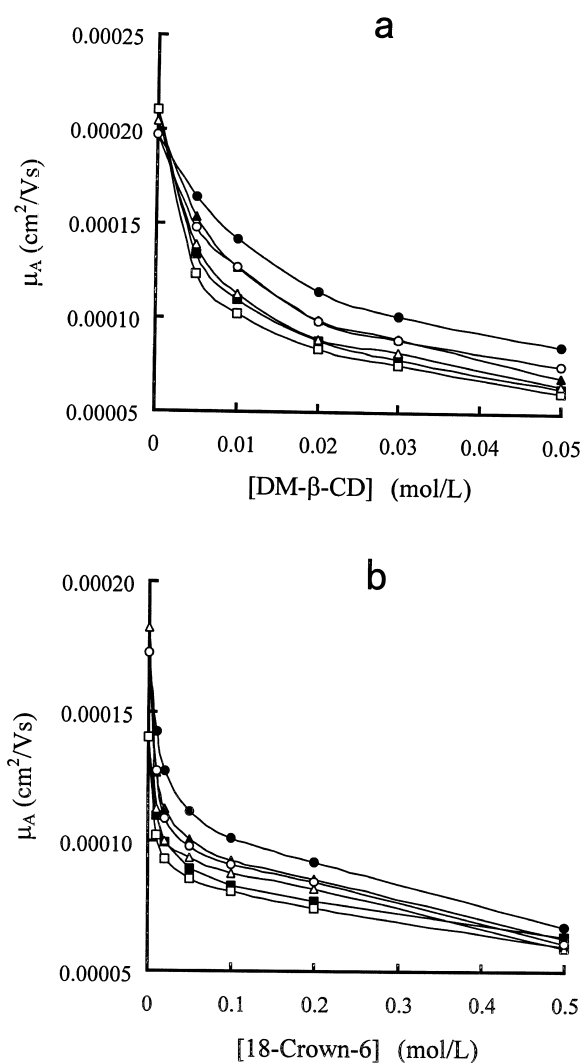 a
0.00025
0.00020
0.00015
0.00010
0.00005
μA (cm²/Vs)
0 0.01 0.02 0.03 0.04 0.05
[DM-β-CD] (mol/L)
b
0.00020
0.00015
0.00010
0.00005
μA (cm²/Vs)
0 0.1 0.2 0.3 0.4 0.5
[18-Crown-6] (mol/L)